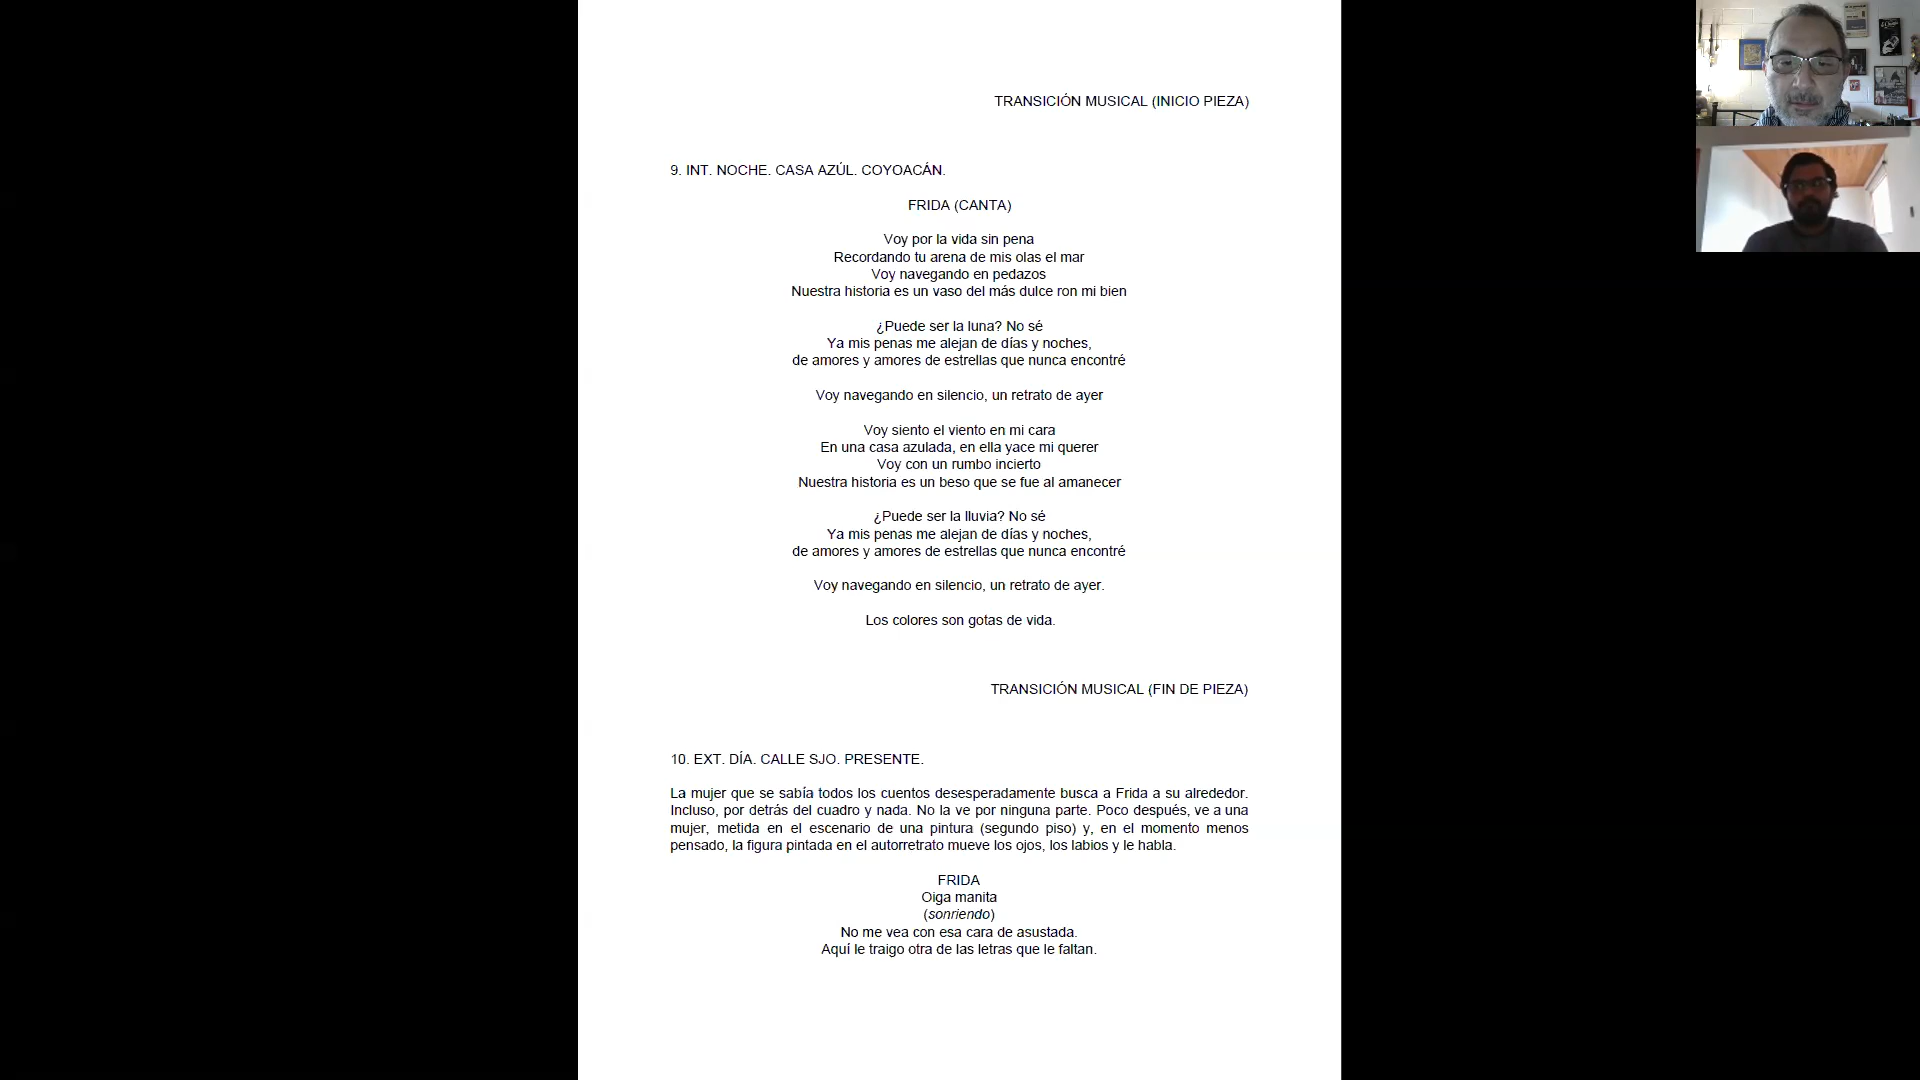 TRANSICIÓN MUSICAL (INICIO PIEZA)
9. INT. NOCHE. CASA AZÚL. COYOACÁN.
FRIDA (CANTA)
Voy por la vida sin pena
Recordando tu arena de mis olas el mar
Voy navegando en pedazos
Nuestra historia es un vaso del más dulce ron mi bien
¿Puede ser la luna? No sé
Ya mis penas me alejan de días y noches,
de amores y amores de estrellas que nunca encontré
Voy navegando en silencio, un retrato de ayer
Voy siento el viento en mi cara
En una casa azulada, en ella yace mi querer
Voy con un rumbo incierto
Nuestra historia es un beso que se fue al amanecer
¿Puede ser la lluvia? No sé
Ya mis penas me alejan de días y noches,
de amores y amores de estrellas que nunca encontré
Voy navegando en silencio, un retrato de ayer.
Los colores son gotas de vida.
TRANSICIÓN MUSICAL (FIN DE PIEZA)
10. EXT. DÍA. CALLE SJO. PRESENTE.
La mujer que se sabía todos los cuentos desesperadamente busca a Frida a su alrededor.
Incluso, por detrás del cuadro y nada. No la ve por ninguna parte. Poco después, ve a una
mujer, metida en el escenario de una pintura (segundo piso) y, en el momento menos
pensado, la figura pintada en el autorretrato mueve los ojos, los labios y le habla.
FRIDA
Oiga manita
(sonriendo)
No me vea con esa cara de asustada.
Aquí le traigo otra de las letras que le faltan.